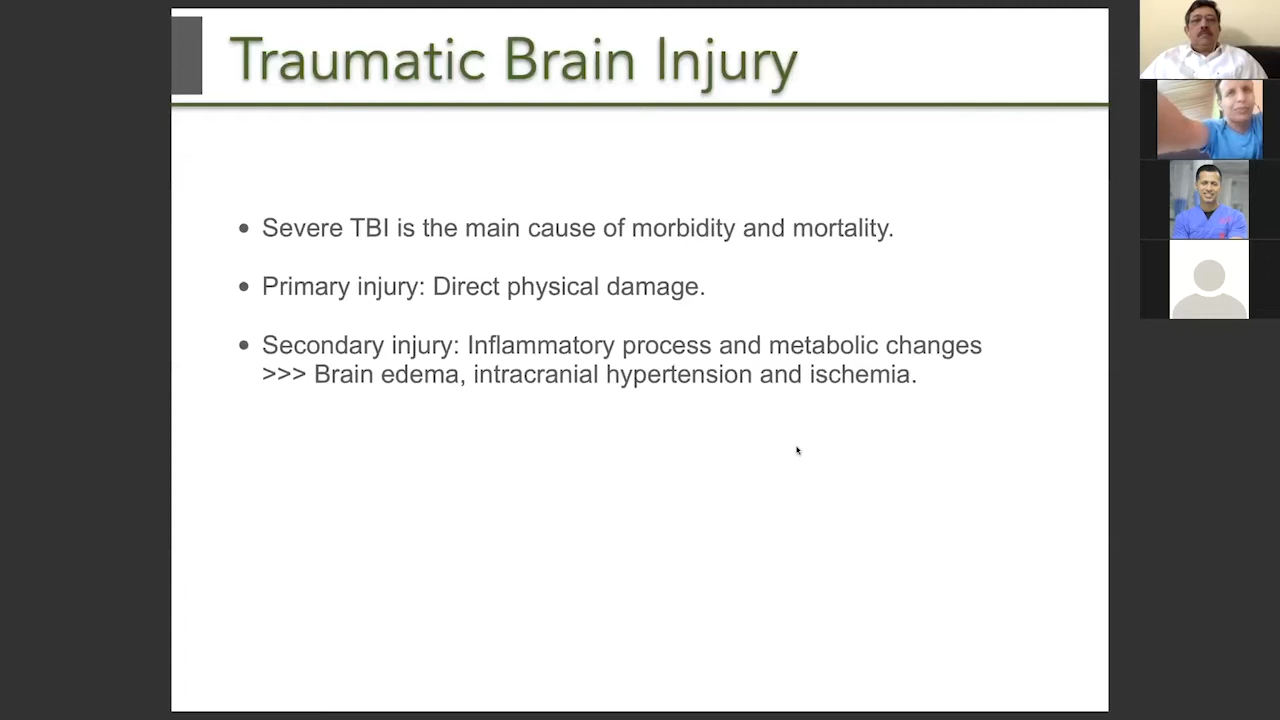 Traumatic Brain Injury
• Severe TBI is the main cause of morbidity and mortality.
• Primary injury: Direct physical damage.
• Secondary injury: Inflammatory process and metabolic changes
>>> Brain edema, intracranial hypertension and ischemia.